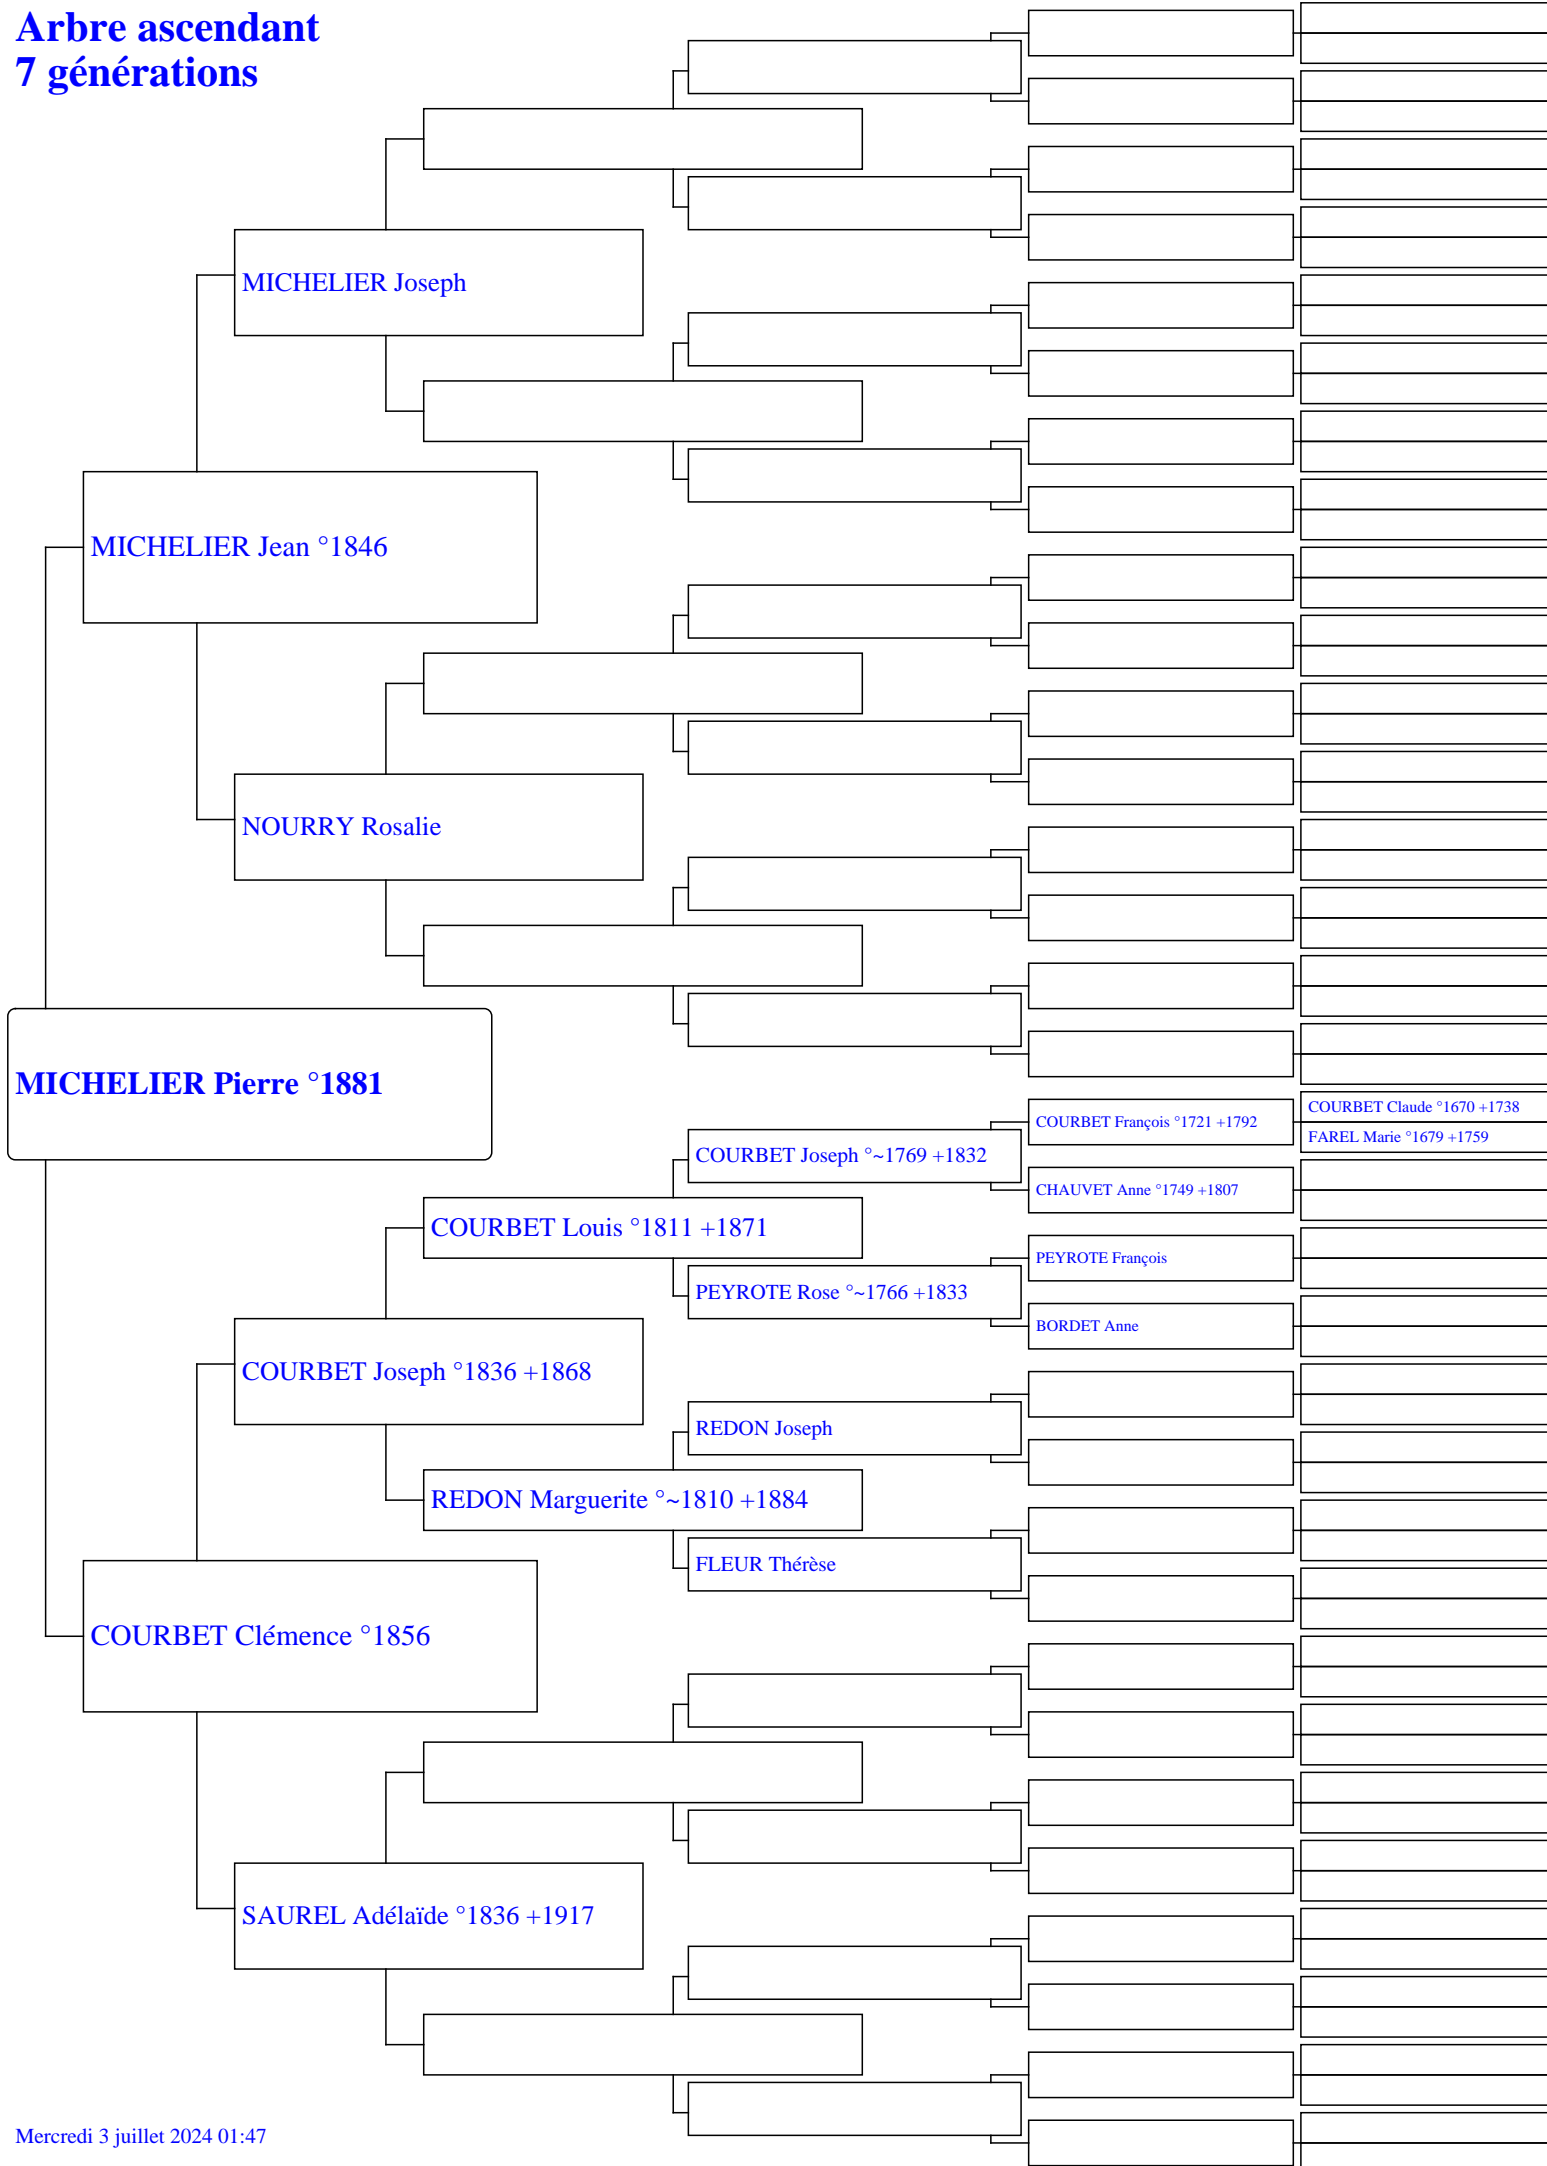 Arbre ascendant
7 générations
MICHELIER Joseph
MICHELIER Jean °1846
NOURRY Rosalie
MICHELIER Pierre °1881
COURBET Claude °1670 +1738
COURBET François °1721 +1792
FAREL Marie °1679 +1759
COURBET Joseph °~1769 +1832
CHAUVET Anne °1749 +1807
COURBET Louis °1811 +1871
PEYROTE François
PEYROTE Rose °~1766 +1833
BORDET Anne
COURBET Joseph °1836 +1868
REDON Joseph
REDON Marguerite °~1810 +1884
FLEUR Thérèse
COURBET Clémence °1856
SAUREL Adélaïde °1836 +1917
Mercredi 3 juillet 2024 01:47